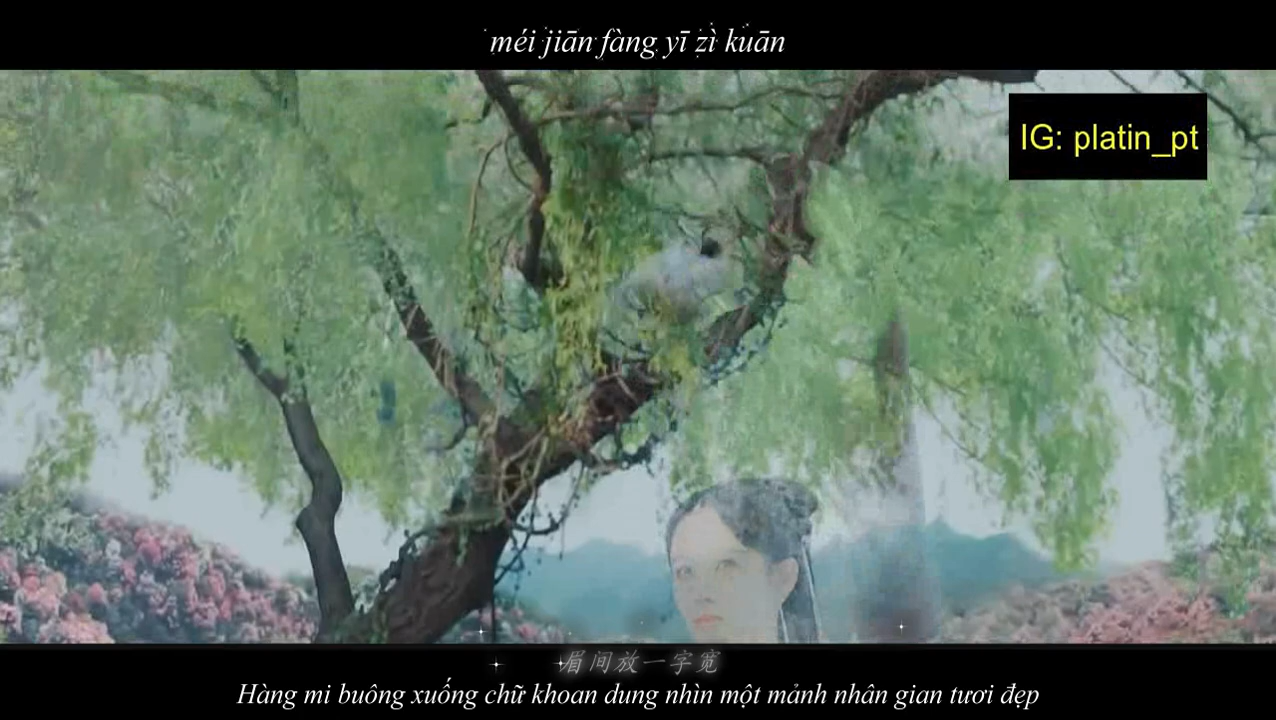 méi jiān fàng yī zì kuān
IG: platin_pt
眉间放一字宽
Hàng mi buông xuống chữ khoan dung nhìn một mảnh nhân gian tươi đẹp